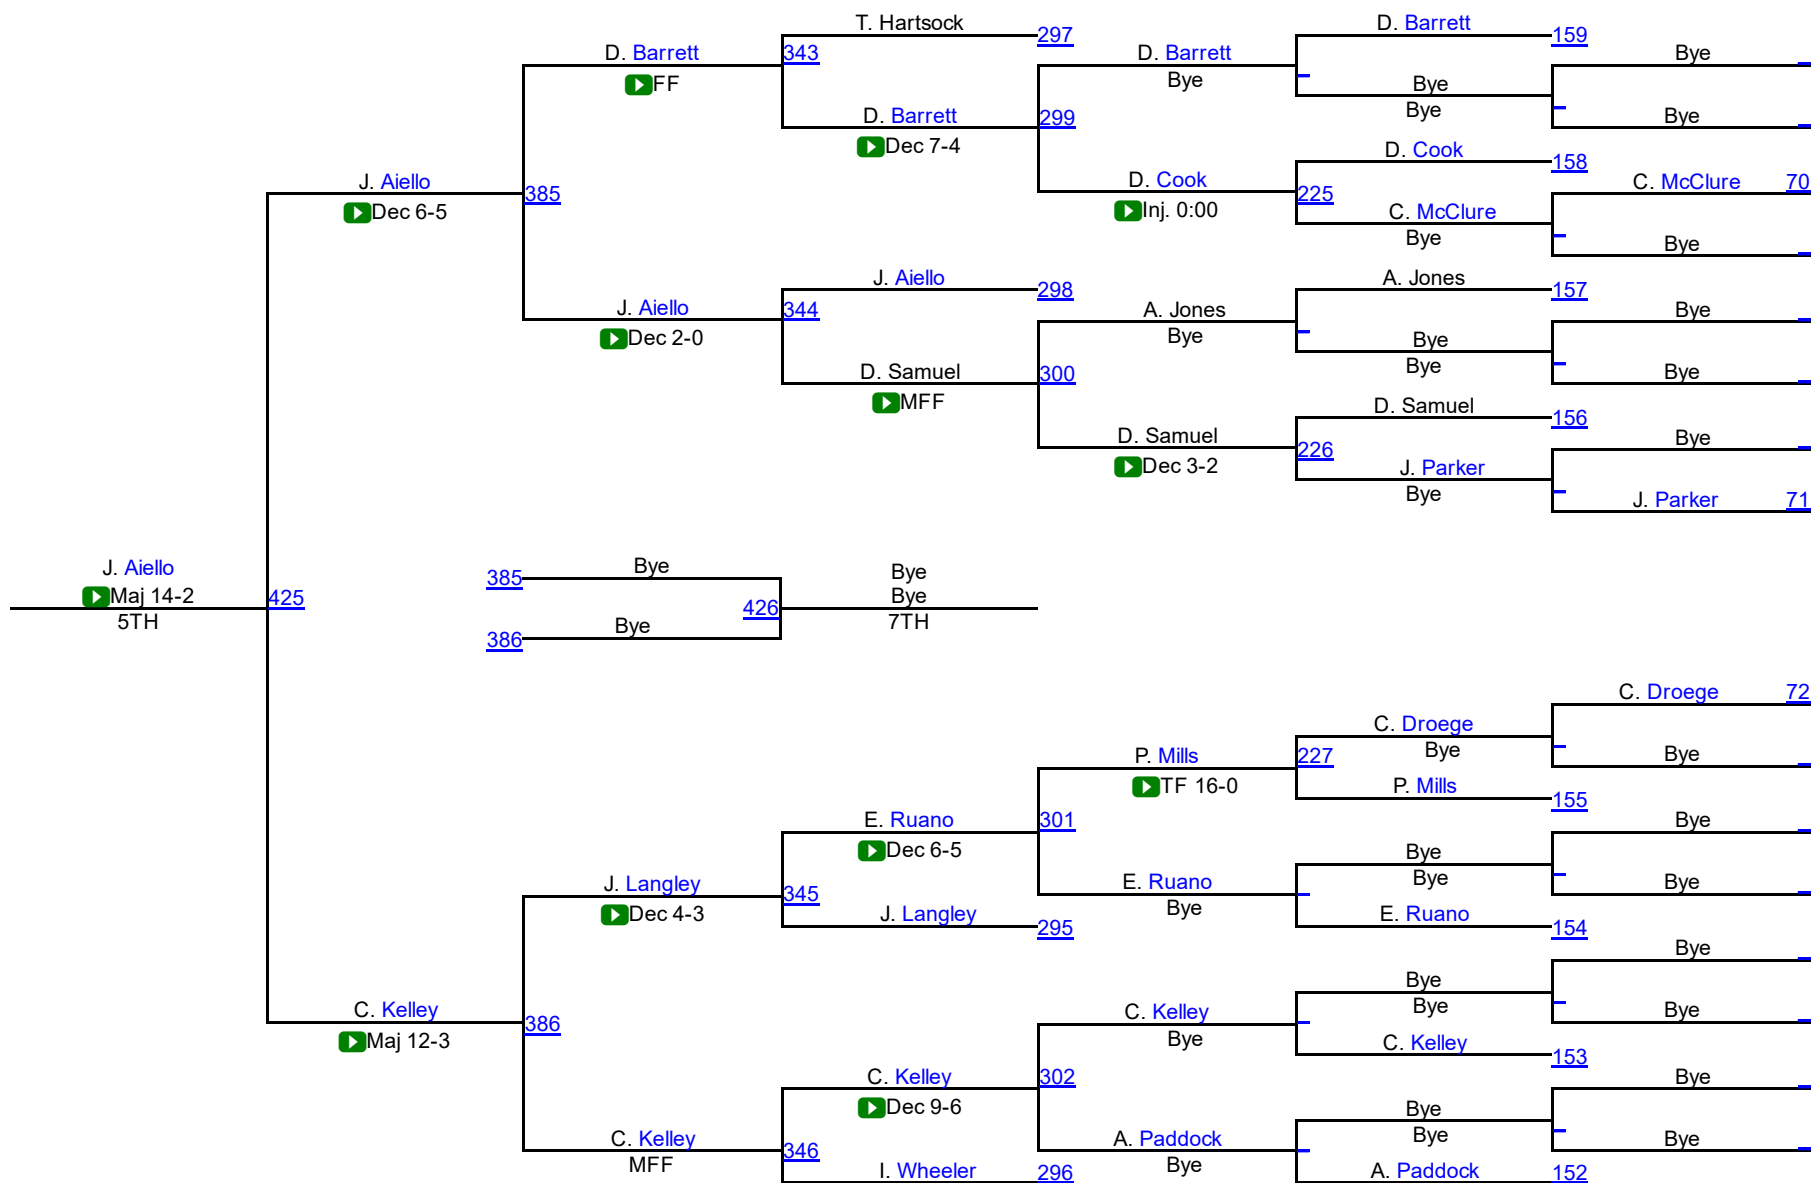 T. Hartsock
297
D. Barrett
159
Bye
D. Barrett
343
D. Barrett
Bye
FF
Bye
Bye
D. Barrett
299
Bye
Dec 7-4
D. Cook
158
J. Aiello
385
D. Cook
225
C. McClure
70
Dec 6-5
Inj. 0:00
C. McClure
Bye
Bye
J. Aiello
298
A. Jones
157
J. Aiello
344
A. Jones
Bye
Dec 2-0
Bye
Bye
Bye
D. Samuel
300
Bye
MFF
D. Samuel
156
D. Samuel
226
Bye
Dec 3-2
J. Parker
Bye
J. Parker
71
J. Aiello
385
Bye
Bye
Maj 14-2
425
426
Bye
5TH
386
Bye
7TH
C. Droege
72
C. Droege
P. Mills
227
Bye
Bye
TF 16-0
P. Mills
155
E. Ruano
301
Bye
Dec 6-5
Bye
Bye
J. Langley
345
E. Ruano
Bye
Dec 4-3
J. Langley
295
Bye
E. Ruano
154
Bye
Bye
C. Kelley
386
C. Kelley
Bye
Bye
Maj 12-3
Bye
C. Kelley
153
C. Kelley
302
Bye
Dec 9-6
Bye
C. Kelley
346
A. Paddock
Bye
Bye
MFF
I. Wheeler
296
Bye
A. Paddock
152